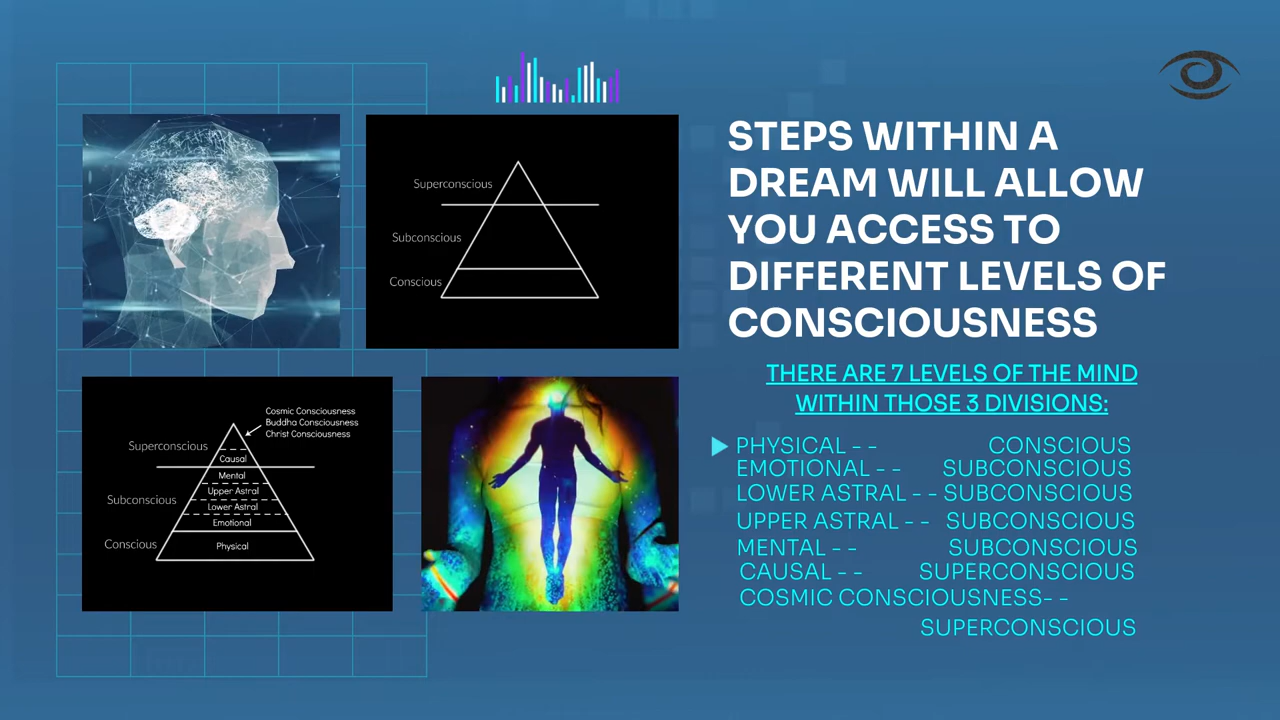 STEPS WITHIN A
DREAM WILL ALLOW
YOU ACCESS TO
DIFFERENT LEVELS OF
CONSCIOUSNESS
THERE ARE 7 LEVELS OF THE MIND
WITHIN THOSE 3 DIVISIONS:
PHYSICAL - - CONSCIOUS
EMOTIONAL - - SUBCONSCIOUS
LOWER ASTRAL - - SUBCONSCIOUS
UPPER ASTRAL - - SUBCONSCIOUS
MENTAL - - SUBCONSCIOUS
CAUSAL - - SUPERCONSCIOUS
COSMIC CONSCIOUSNESS- -
SUPERCONSCIOUS
Superconscious
Subconscious
Conscious
Cosmic Consciousness
Buddha Consciousness
Christ Consciousness
Superconscious
Causal
Mental
Upper Astral
Subconscious
Lower Astral
Emotional
Conscious
Physical